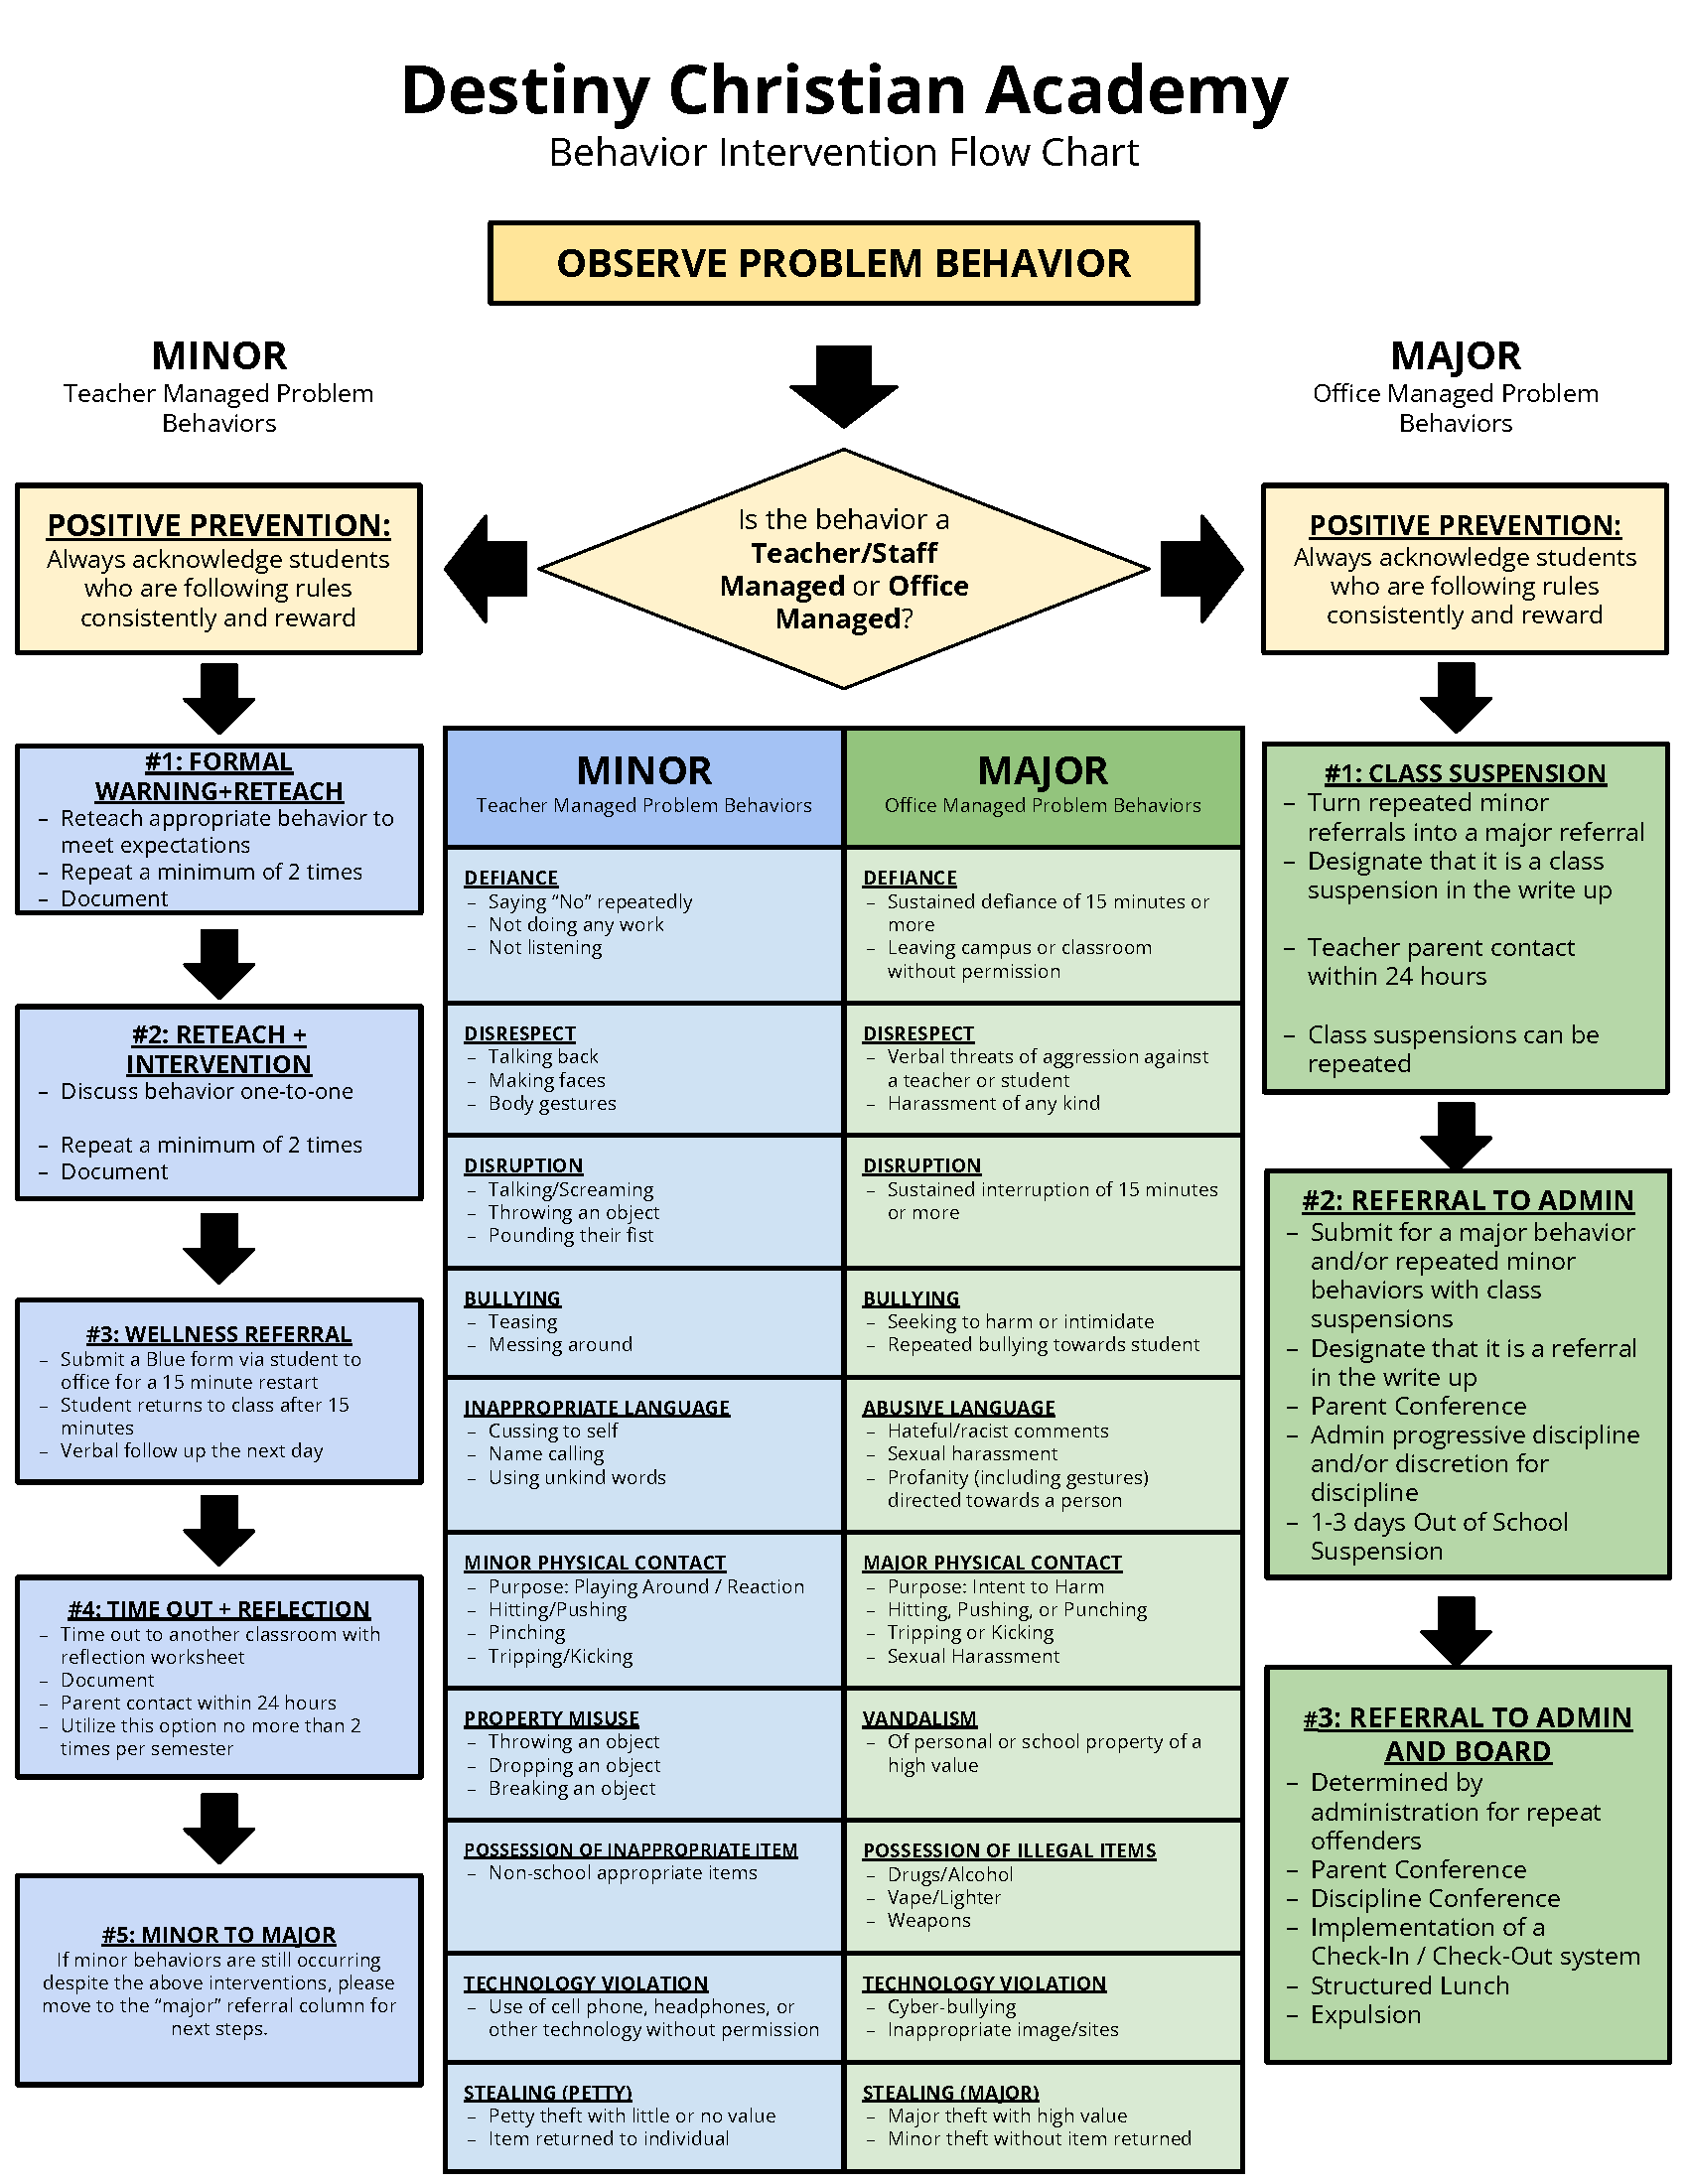 Destiny Christian Academy
Behavior Intervention Flow Chart
OBSERVE PROBLEM BEHAVIOR
MINOR
Teacher Managed Problem
Behaviors
MAJOR
Office Managed Problem
Behaviors
Is the behavior a
Teacher/Staff
Managed or Office
Managed?
POSITIVE PREVENTION:
Always acknowledge students
who are following rules
consistently and reward
#1: FORMAL
WARNING+RETEACH
– Reteach appropriate behavior to
meet expectations
– Repeat a minimum of 2 times
– Document
#2: RETEACH +
INTERVENTION
– Discuss behavior one-to-one
– Repeat a minimum of 2 times
– Document
#3: WELLNESS REFERRAL
– Submit a Blue form via student to
office for a 15 minute restart
– Student returns to class after 15
minutes
– Verbal follow up the next day
#4: TIME OUT + REFLECTION
– Time out to another classroom with
reflection worksheet
– Document
– Parent contact within 24 hours
– Utilize this option no more than 2
times per semester
#5: MINOR TO MAJOR
If minor behaviors are still occurring
despite the above interventions, please
move to the “major” referral column for
next steps.
MINOR
Teacher Managed Problem Behaviors
MAJOR
Office Managed Problem Behaviors
DEFIANCE
– Saying “No” repeatedly
– Not doing any work
– Not listening
DEFIANCE
– Sustained defiance of 15 minutes or
more
– Leaving campus or classroom
without permission
DISRESPECT
– Talking back
– Making faces
– Body gestures
DISRESPECT
– Verbal threats of aggression against
a teacher or student
– Harassment of any kind
DISRUPTION
– Talking/Screaming
– Throwing an object
– Pounding their fist
DISRUPTION
– Sustained interruption of 15 minutes
or more
BULLYING
– Teasing
– Messing around
BULLYING
– Seeking to harm or intimidate
– Repeated bullying towards student
INAPPROPRIATE LANGUAGE
– Cussing to self
– Name calling
– Using unkind words
ABUSIVE LANGUAGE
– Hateful/racist comments
– Sexual harassment
– Profanity (including gestures)
directed towards a person
MINOR PHYSICAL CONTACT
– Purpose: Playing Around / Reaction
– Hitting/Pushing
– Pinching
– Tripping/Kicking
MAJOR PHYSICAL CONTACT
– Purpose: Intent to Harm
– Hitting, Pushing, or Punching
– Tripping or Kicking
– Sexual Harassment
PROPERTY MISUSE
– Throwing an object
– Dropping an object
– Breaking an object
VANDALISM
– Of personal or school property of a
high value
POSSESSION OF INAPPROPRIATE ITEM
– Non-school appropriate items
POSSESSION OF ILLEGAL ITEMS
– Drugs/Alcohol
– Vape/Lighter
– Weapons
TECHNOLOGY VIOLATION
– Use of cell phone, headphones, or
other technology without permission
TECHNOLOGY VIOLATION
– Cyber-bullying
– Inappropriate image/sites
STEALING (PETTY)
– Petty theft with little or no value
– Item returned to individual
STEALING (MAJOR)
– Major theft with high value
– Minor theft without item returned
POSITIVE PREVENTION:
Always acknowledge students
who are following rules
consistently and reward
#1: CLASS SUSPENSION
– Turn repeated minor
referrals into a major referral
– Designate that it is a class
suspension in the write up
– Teacher parent contact
within 24 hours
– Class suspensions can be
repeated
#2: REFERRAL TO ADMIN
– Submit for a major behavior
and/or repeated minor
behaviors with class
suspensions
– Designate that it is a referral
in the write up
– Parent Conference
– Admin progressive discipline
and/or discretion for
discipline
– 1-3 days Out of School
Suspension
#3: REFERRAL TO ADMIN
AND BOARD
– Determined by
administration for repeat
offenders
– Parent Conference
– Discipline Conference
– Implementation of a
Check-In / Check-Out system
– Structured Lunch
– Expulsion